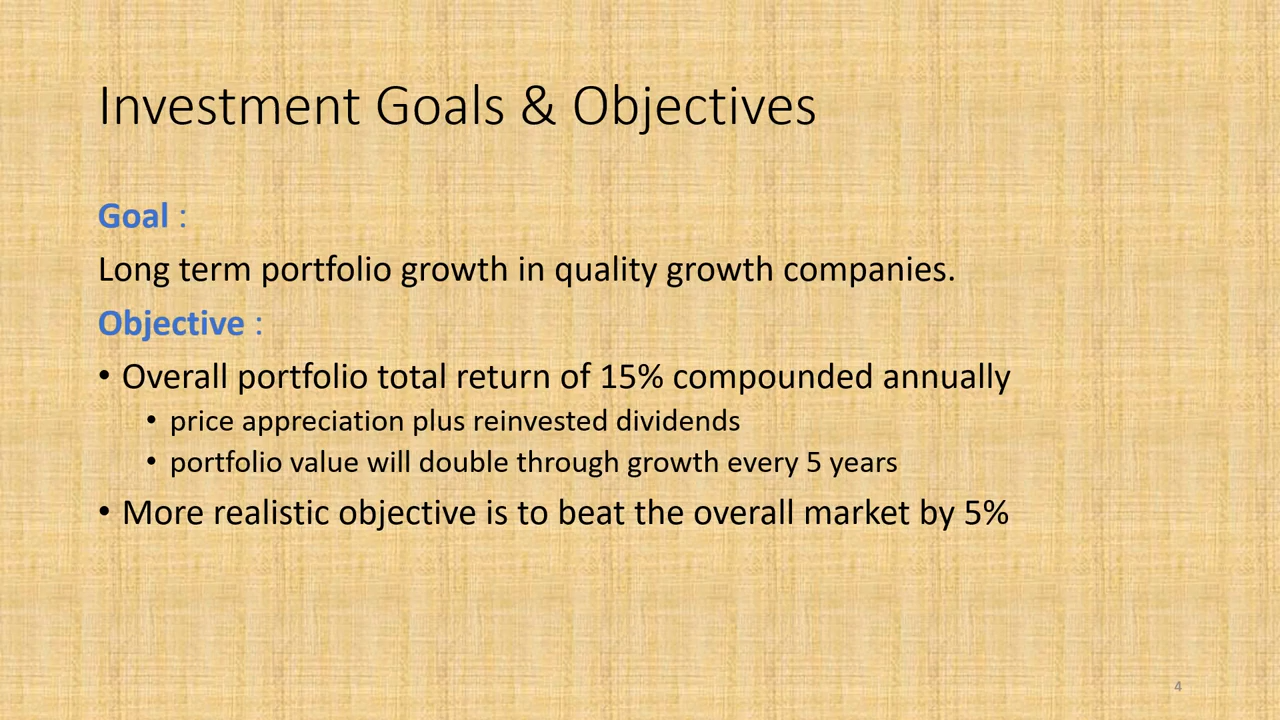 Investment Goals & Objectives
Goal :
Long term portfolio growth in quality growth companies.
Objective :
• Overall portfolio total return of 15% compounded annually
• price appreciation plus reinvested dividends
• portfolio value will double through growth every 5 years
• More realistic objective is to beat the overall market by 5%
4